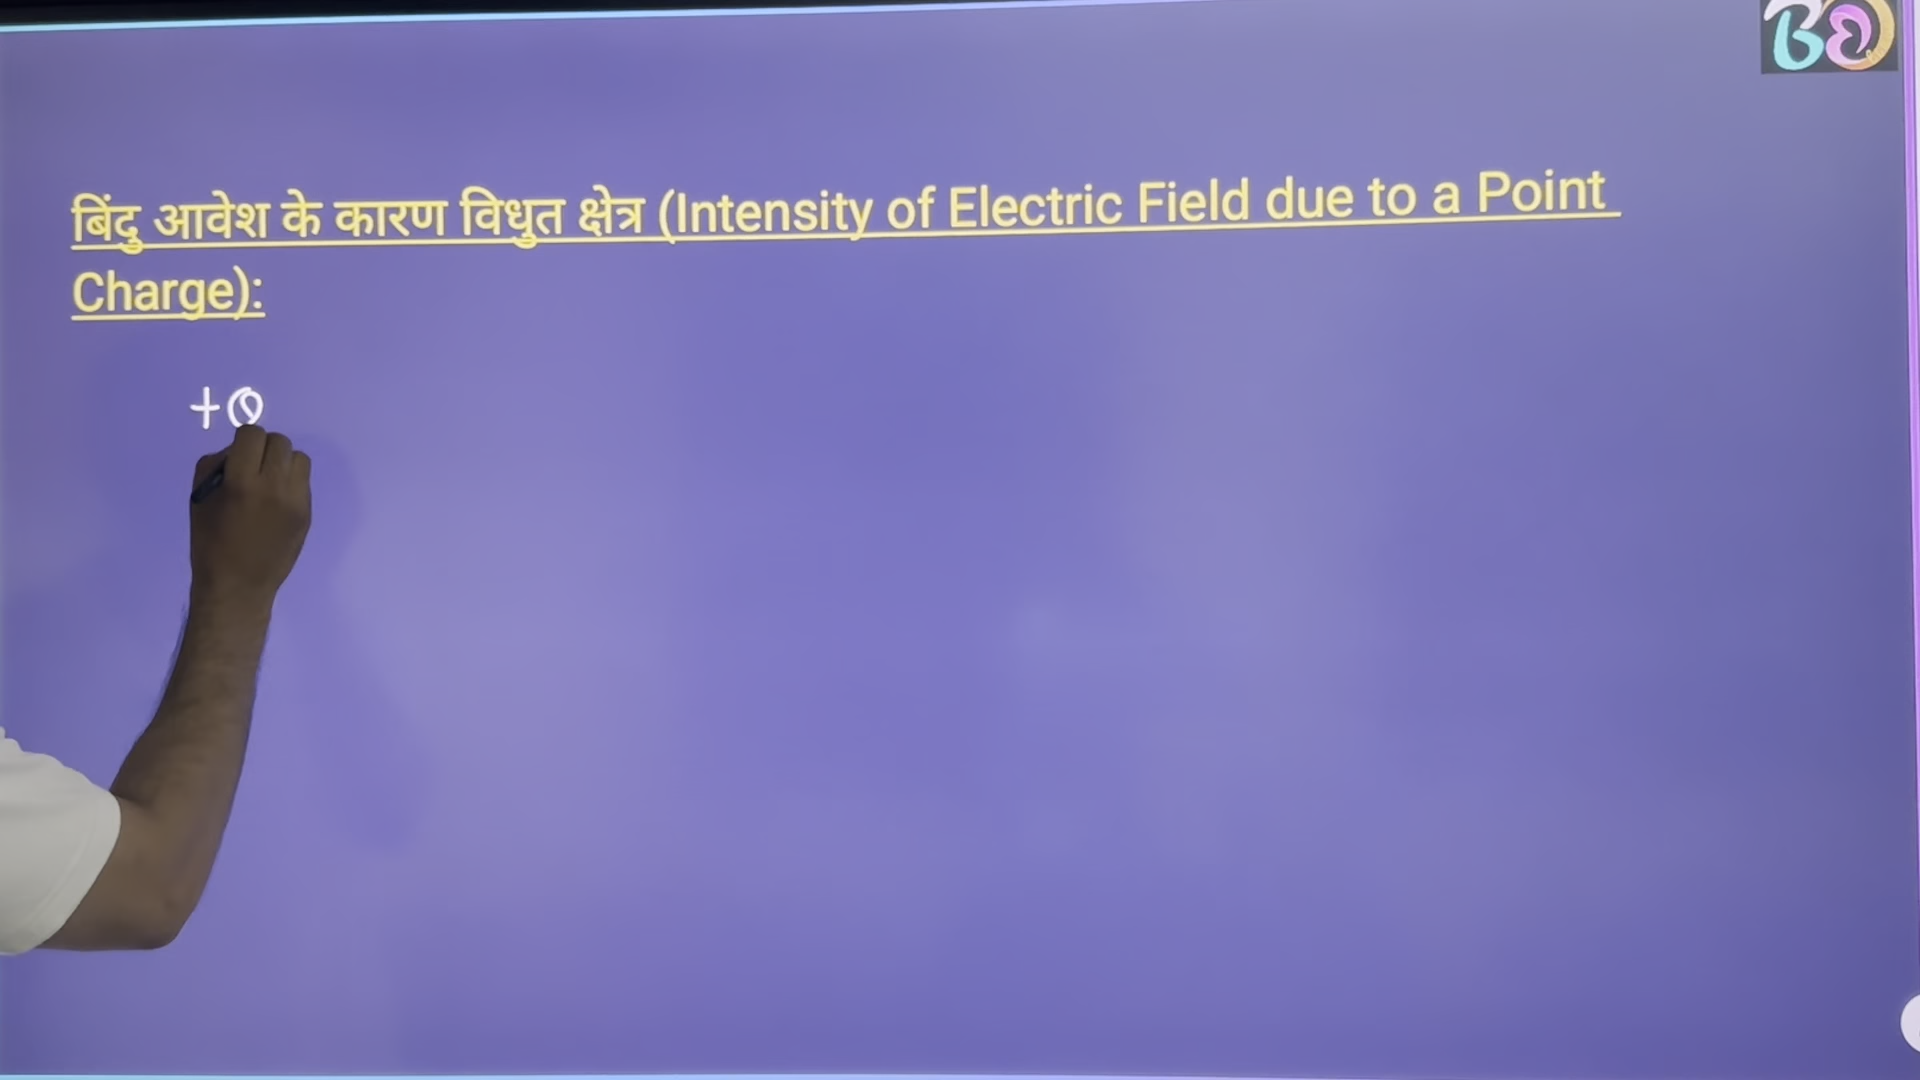 बिंदु आवेश के कारण विधुत क्षेत्र (Intensity of Electric Field due to a Point
Charge):
+Q